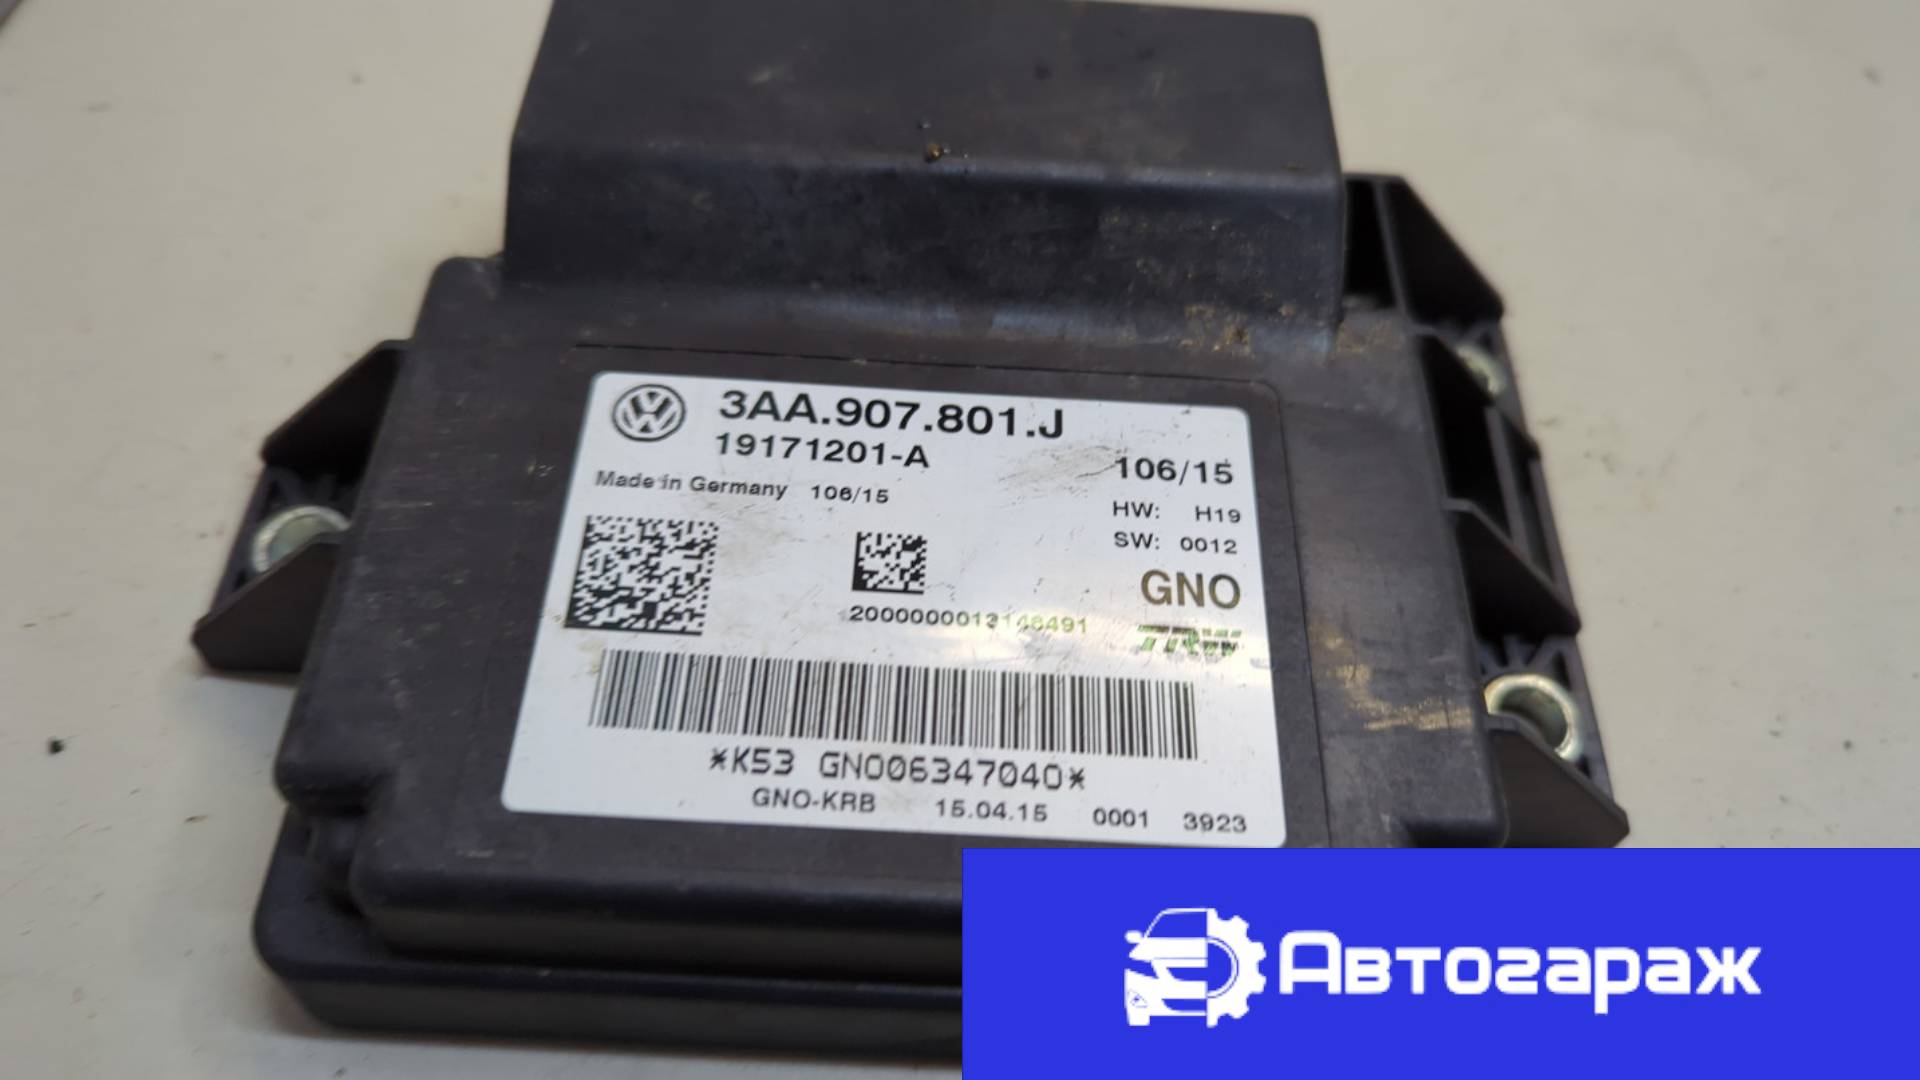 3AA.907.801.J
19171201-A
106/15
Made in Germany 106/15
HW: H19
SW: 0012
GNO
TRW
*K53 GNO06347040*
GNO-KRB 15.04.15 0001 3923
Автогараж